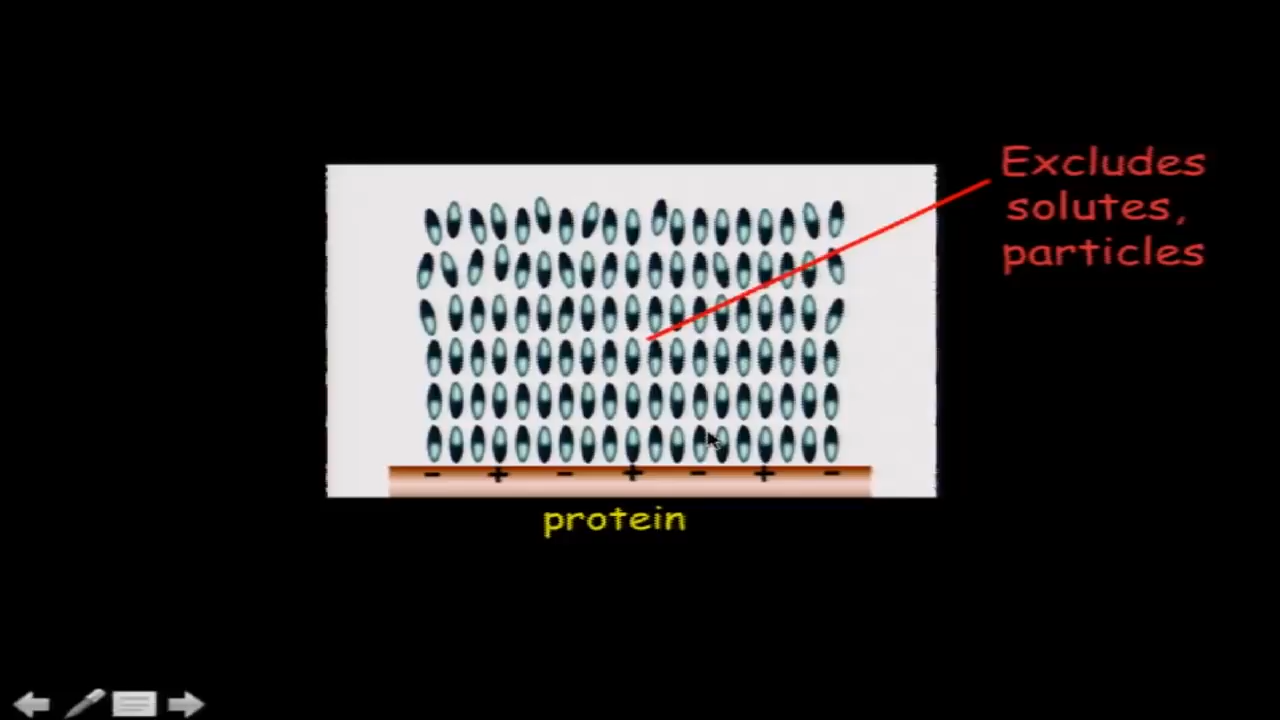 Excludes
solutes,
particles
- + - + - + -
protein